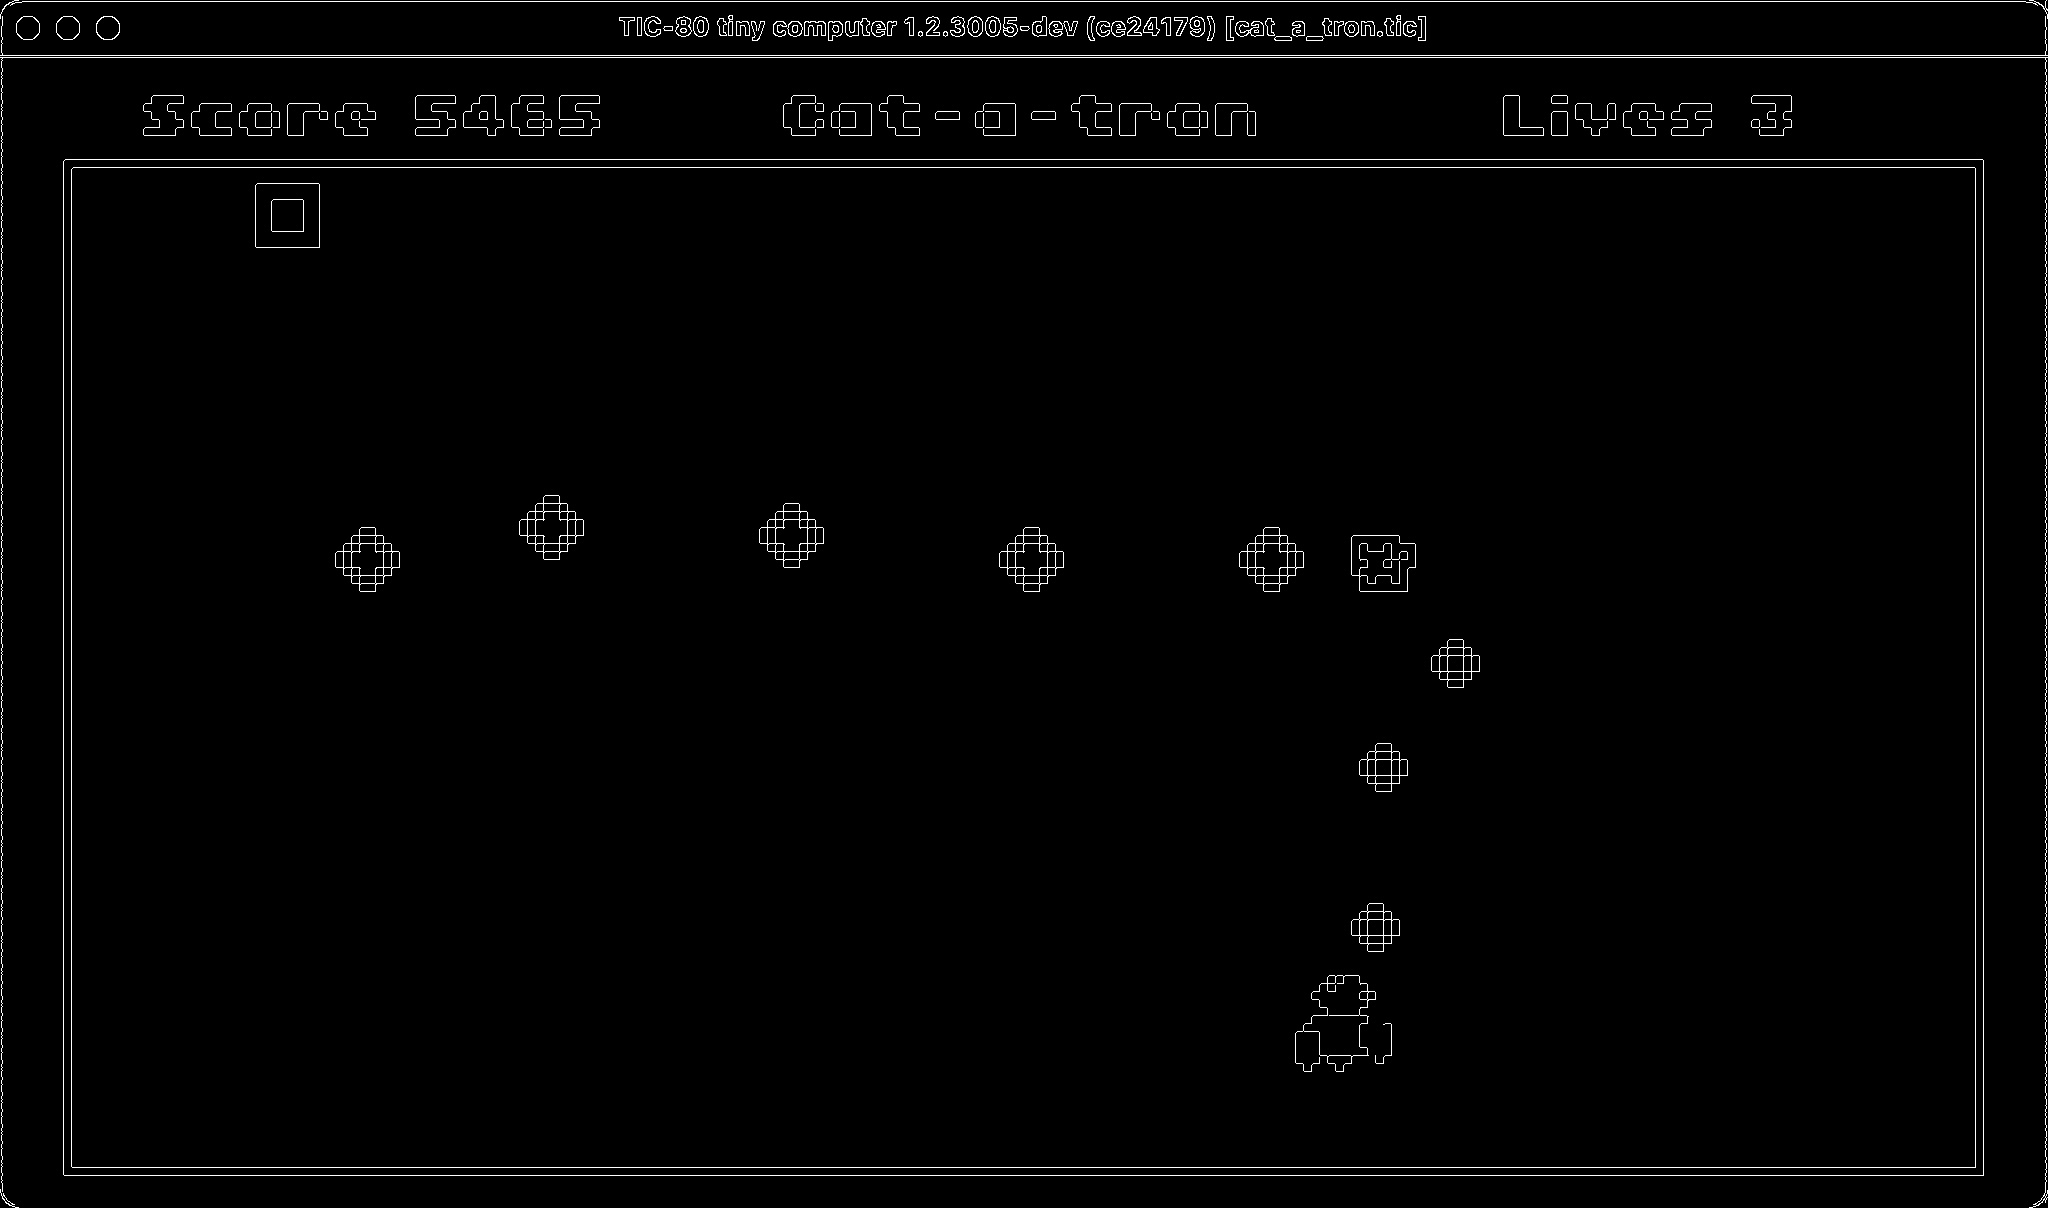 TIC-80 tiny computer 1.2.3005-dev (ce24179) [cat_a_tron.tic]
Score 5465 Cat-a-tron Lives 3